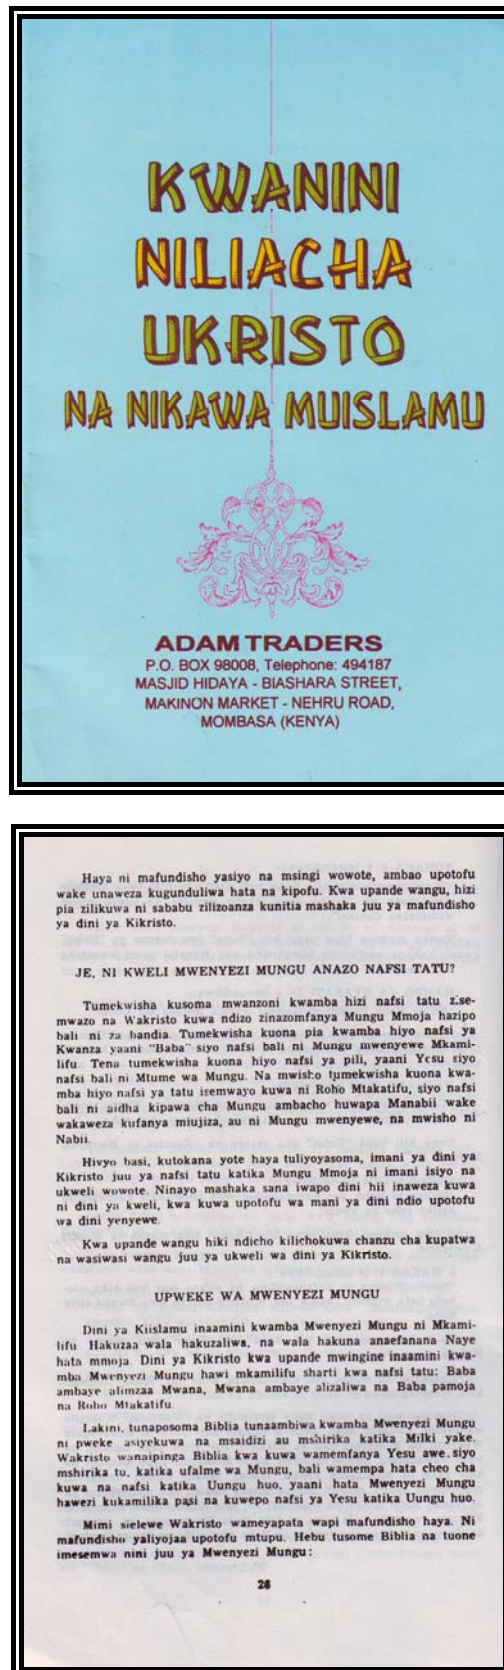 KWANINI
NILIACHA
UKRISTO
NA NIKAWA MUISLAMU
ADAM TRADERS
P.O. BOX 98008, Telephone: 494187
MASJID HIDAYA - BIASHARA STREET,
MAKINON MARKET - NEHRU ROAD,
MOMBASA (KENYA)
Haya ni mafundisho yasiyo na msingi wowote, ambao upotofu
wake unaweza kugunduliwa hata na kipofu. Kwa upande wangu, hizi
pia zilikuwa ni sababu zilizoanza kunitia mashaka juu ya mafundisho
ya dini ya Kikristo.
JE, NI KWELI MWENYEZI MUNGU ANAZO NAFSI TATU?
Tumekwisha kusoma mwanzoni kwamba hizi nafsi tatu zise-
mwazo na Wakristo kuwa ndizo zinazomfanya Mungu Mmoja hazipo
bali ni za bandia. Tumekwisha kuona pia kwamba hiyo nafsi ya
Kwanza yaani "Baba" siyo nafsi bali ni Mungu mwenyewe Mkami-
lifu. Tena tumekwisha kuona hiyo nafsi ya pili, yaani Yesu siyo
nafsi bali ni Mtume wa Mungu. Na mwisho tumekwisha kuona kwa-
mba hiyo nafsi ya tatu isemwayo kuwa ni Roho Mtakatifu, siyo nafsi
bali ni aidha kipawa cha Mungu ambacho huwapa Manabii wake
wakaweza kufanya miujiza, au ni Mungu mwenyewe, na mwisho ni
Nabii.
Hivyo basi, kutokana yote haya tuliyoyasoma, imani ya dini ya
Kikristo juu ya nafsi tatu katika Mungu Mmoja ni imani isiyo na
ukweli wowote. Ninayo mashaka sana iwapo dini hii inaweza kuwa
ni dini ya kweli, kwa kuwa upotofu wa mani ya dini ndio upotofu
wa dini yenyewe.
Kwa upande wangu hiki ndicho kilichokuwa chanzu cha kupatwa
na wasiwasi wangu juu ya ukweli wa dini ya Kikristo.
UPWEKE WA MWENYEZI MUNGU
Dini ya Kiislamu inaamini kwamba Mwenyezi Mungu ni Mkami-
lifu Hakuzaa wala hakuzaliwa, na wala hakuna anaefanana Naye
hata mmoja. Dini ya Kikristo kwa upande mwingine inaamini kwa-
mba Mwenyezi Mungu hawi mkamilifu sharti kwa nafsi tatu: Baba
ambaye alimzaa Mwana, Mwana ambaye alizaliwa na Baba pamoja
na Roho Mtakatifu.
Lakini, tunaposoma Biblia tunaambiwa kwamba Mwenyezi Mungu
ni pweke asiyekuwa na msaidizi au mshirika katika Milki yake.
Wakristo wanaipinga Biblia kwa kuwa wamemfanya Yesu awe siyo
mshirika tu, katika ufalme wa Mungu, bali wamempa hata cheo cha
kuwa na nafsi katika Uungu huo, yaani hata Mwenyezi Mungu
hawezi kukamilika pasi na kuwepo nafsi ya Yesu katika Uungu huo.
Mimi sielewe Wakristo wameyapata wapi mafundisho haya. Ni
mafundisho yaliyojaa upotofu mtupu. Hebu tusome Biblia na tuone
imesemwa nini juu ya Mwenyezi Mungu:
26